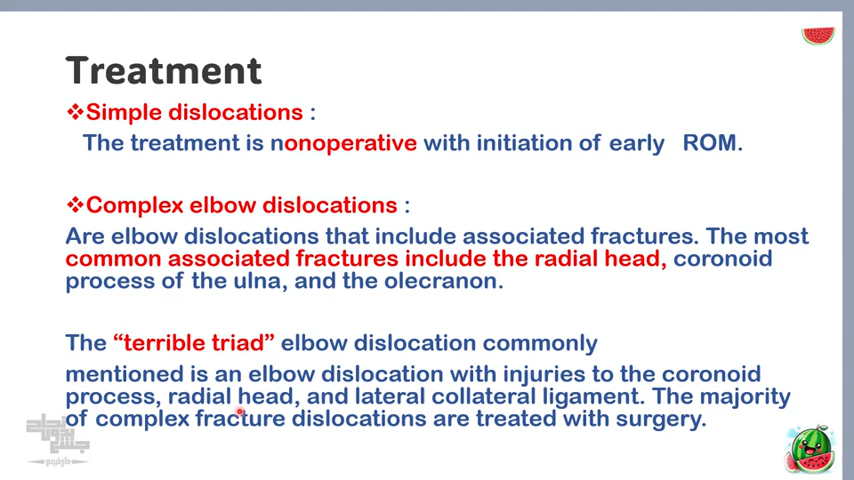 Treatment
❖Simple dislocations :
The treatment is nonoperative with initiation of early ROM.
❖Complex elbow dislocations :
Are elbow dislocations that include associated fractures. The most
common associated fractures include the radial head, coronoid
process of the ulna, and the olecranon.
The “terrible triad” elbow dislocation commonly
mentioned is an elbow dislocation with injuries to the coronoid
process, radial head, and lateral collateral ligament. The majority
of complex fracture dislocations are treated with surgery.